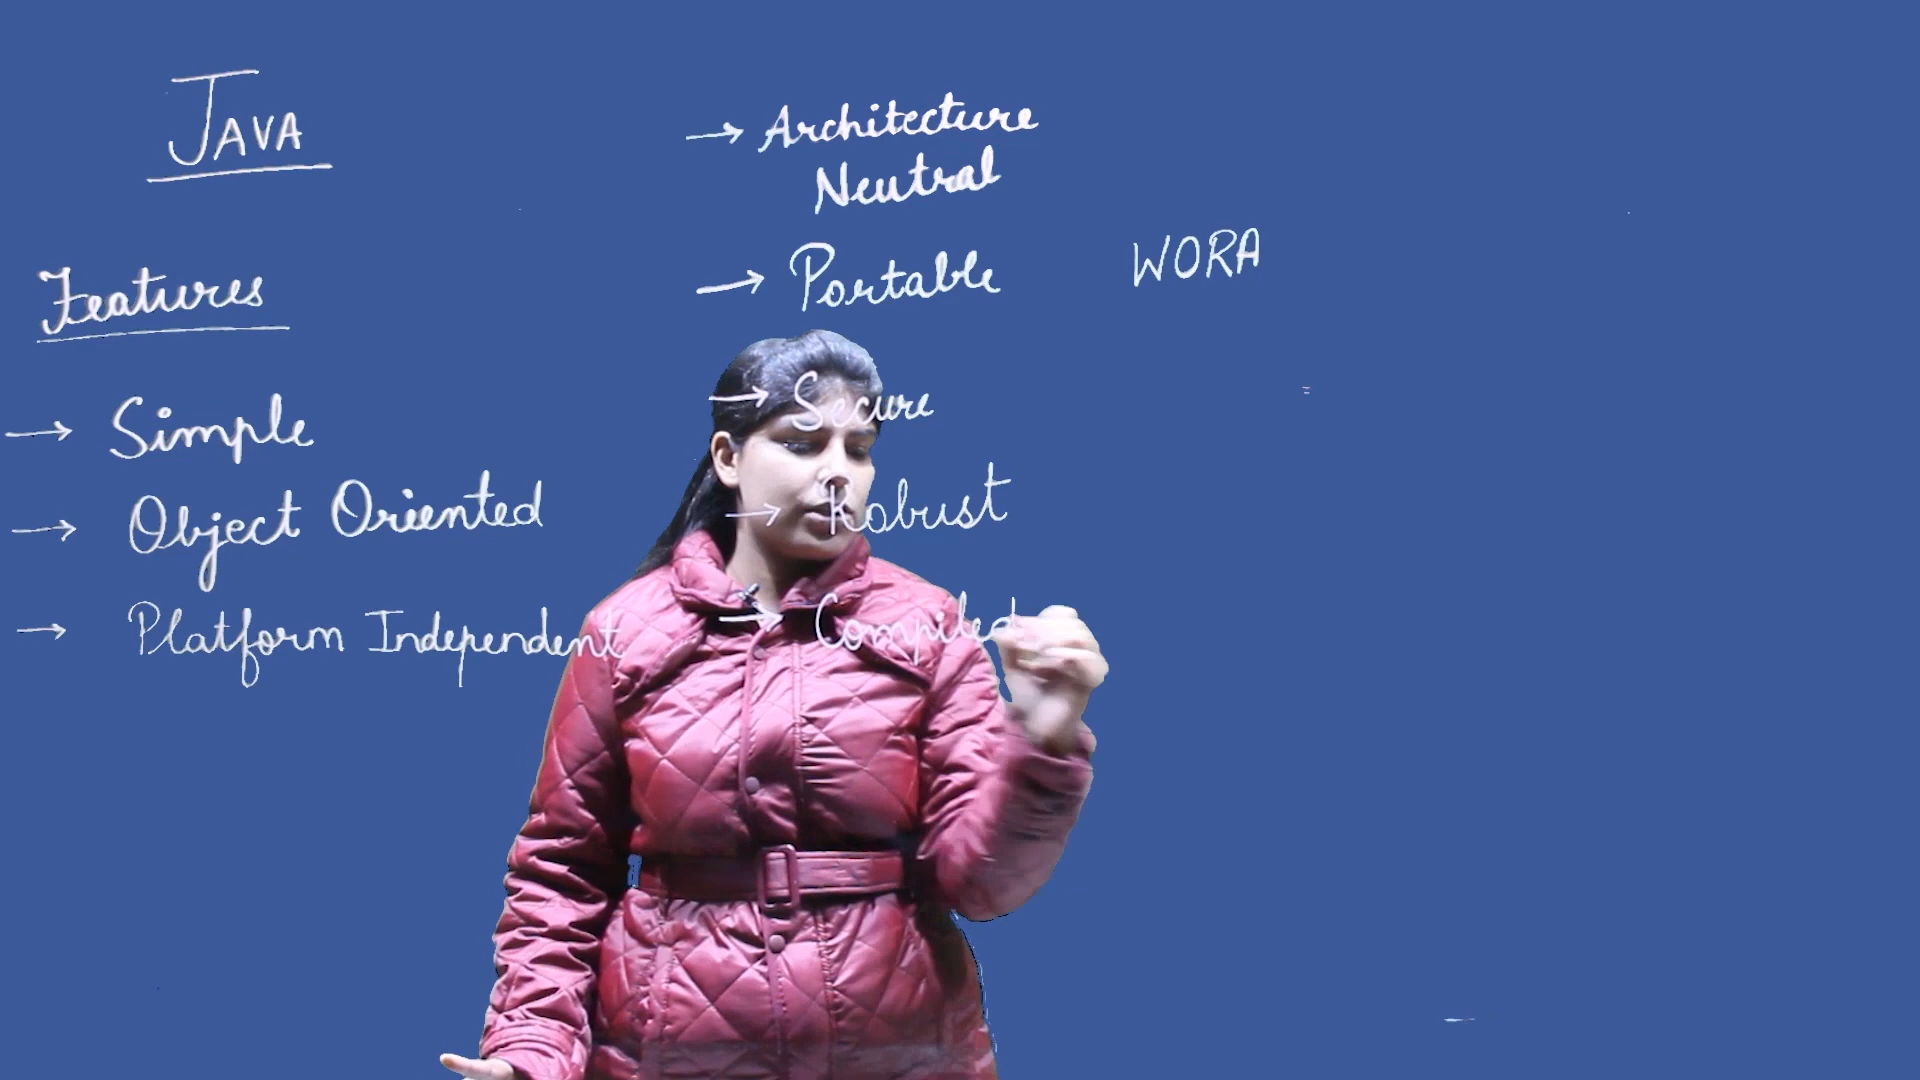 JAVA
Features
→ Simple
→ Object Oriented
→ Platform Independent
→ Architecture
Neutral
→ Portable WORA
→ Secure
→ Robust
→ Compiled